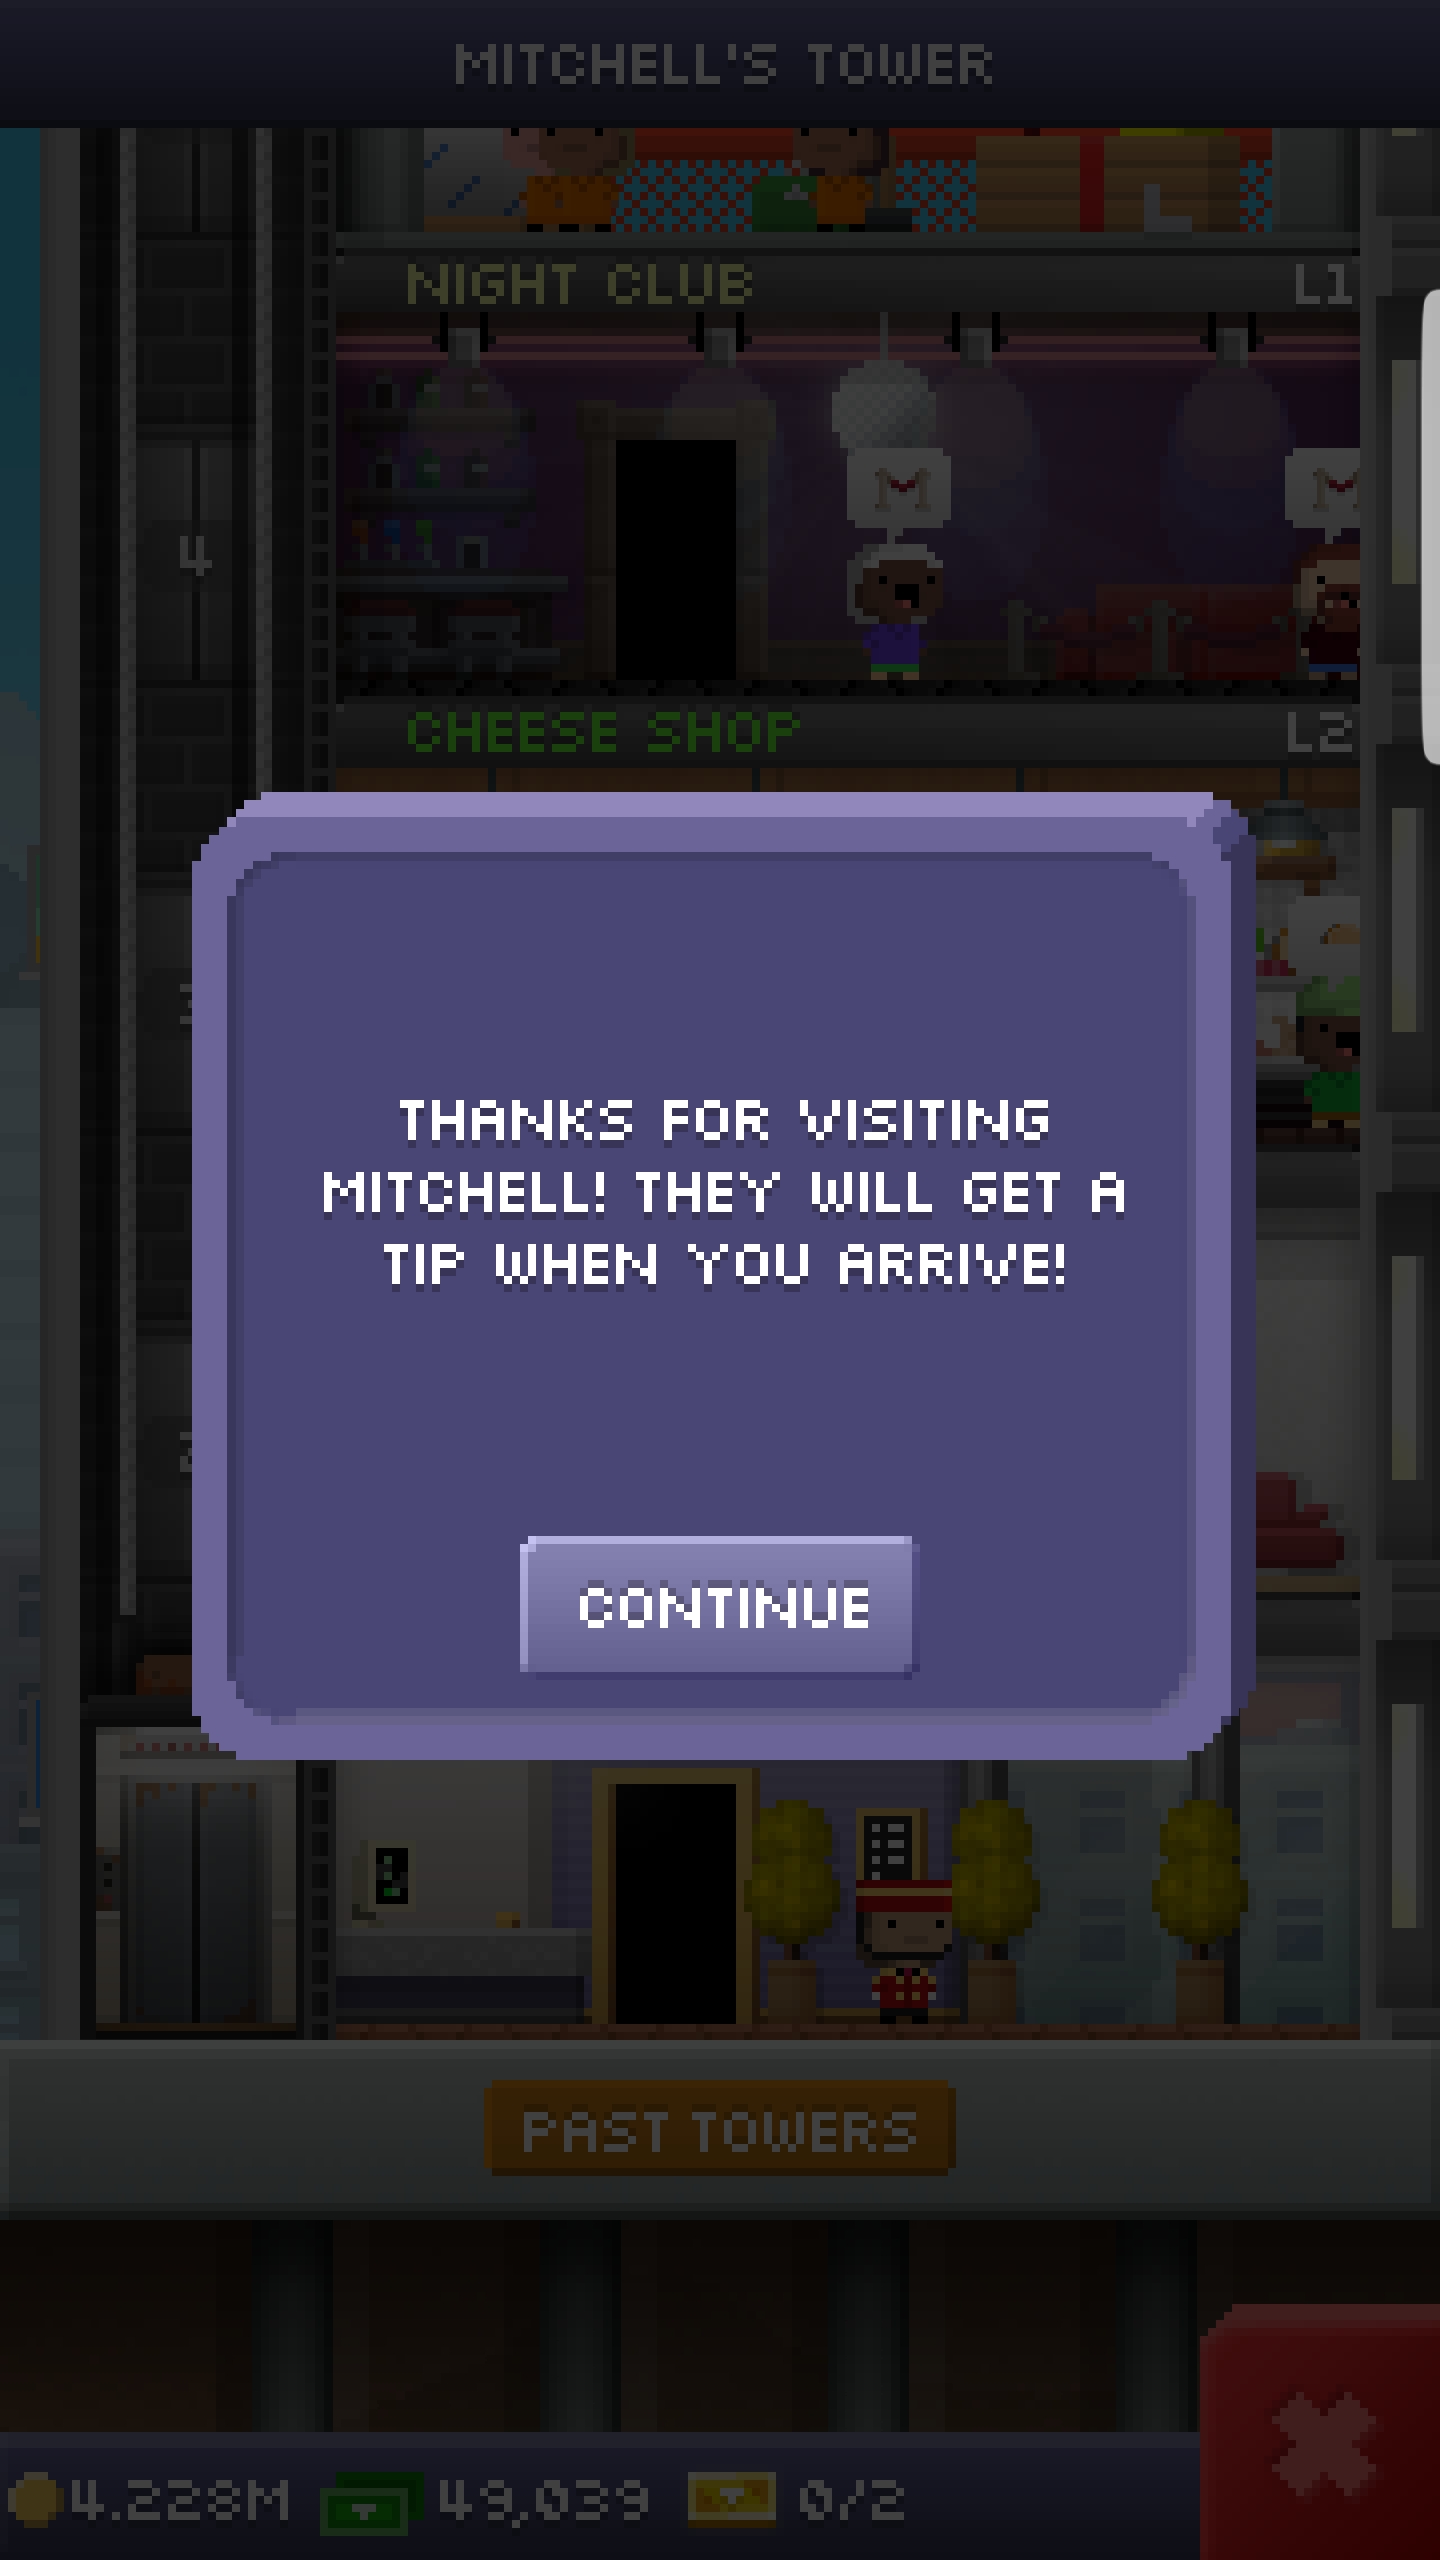 MITCHELL'S TOWER
NIGHT CLUB L1
4
CHEESE SHOP L2
THANKS FOR VISITING
MITCHELL! THEY WILL GET A
TIP WHEN YOU ARRIVE!
CONTINUE
PAST TOWERS
4.228M 49,039 0/2